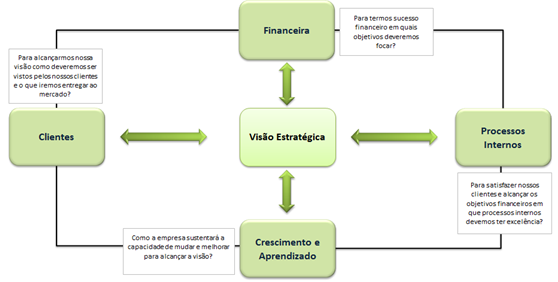 Financeira
Para termos sucesso
financeiro em quais
objetivos deveremos
focar?
Para alcançarmos nossa
visão como deveremos ser
vistos pelos nossos clientes
e o que iremos entregar ao
mercado?
Clientes
Visão Estratégica
Processos
Internos
Para satisfazer nossos
clientes e alcançar os
objetivos financeiros em
que processos internos
devemos ter excelência?
Como a empresa sustentará a
capacidade de mudar e melhorar
para alcançar a visão?
Crescimento e
Aprendizado